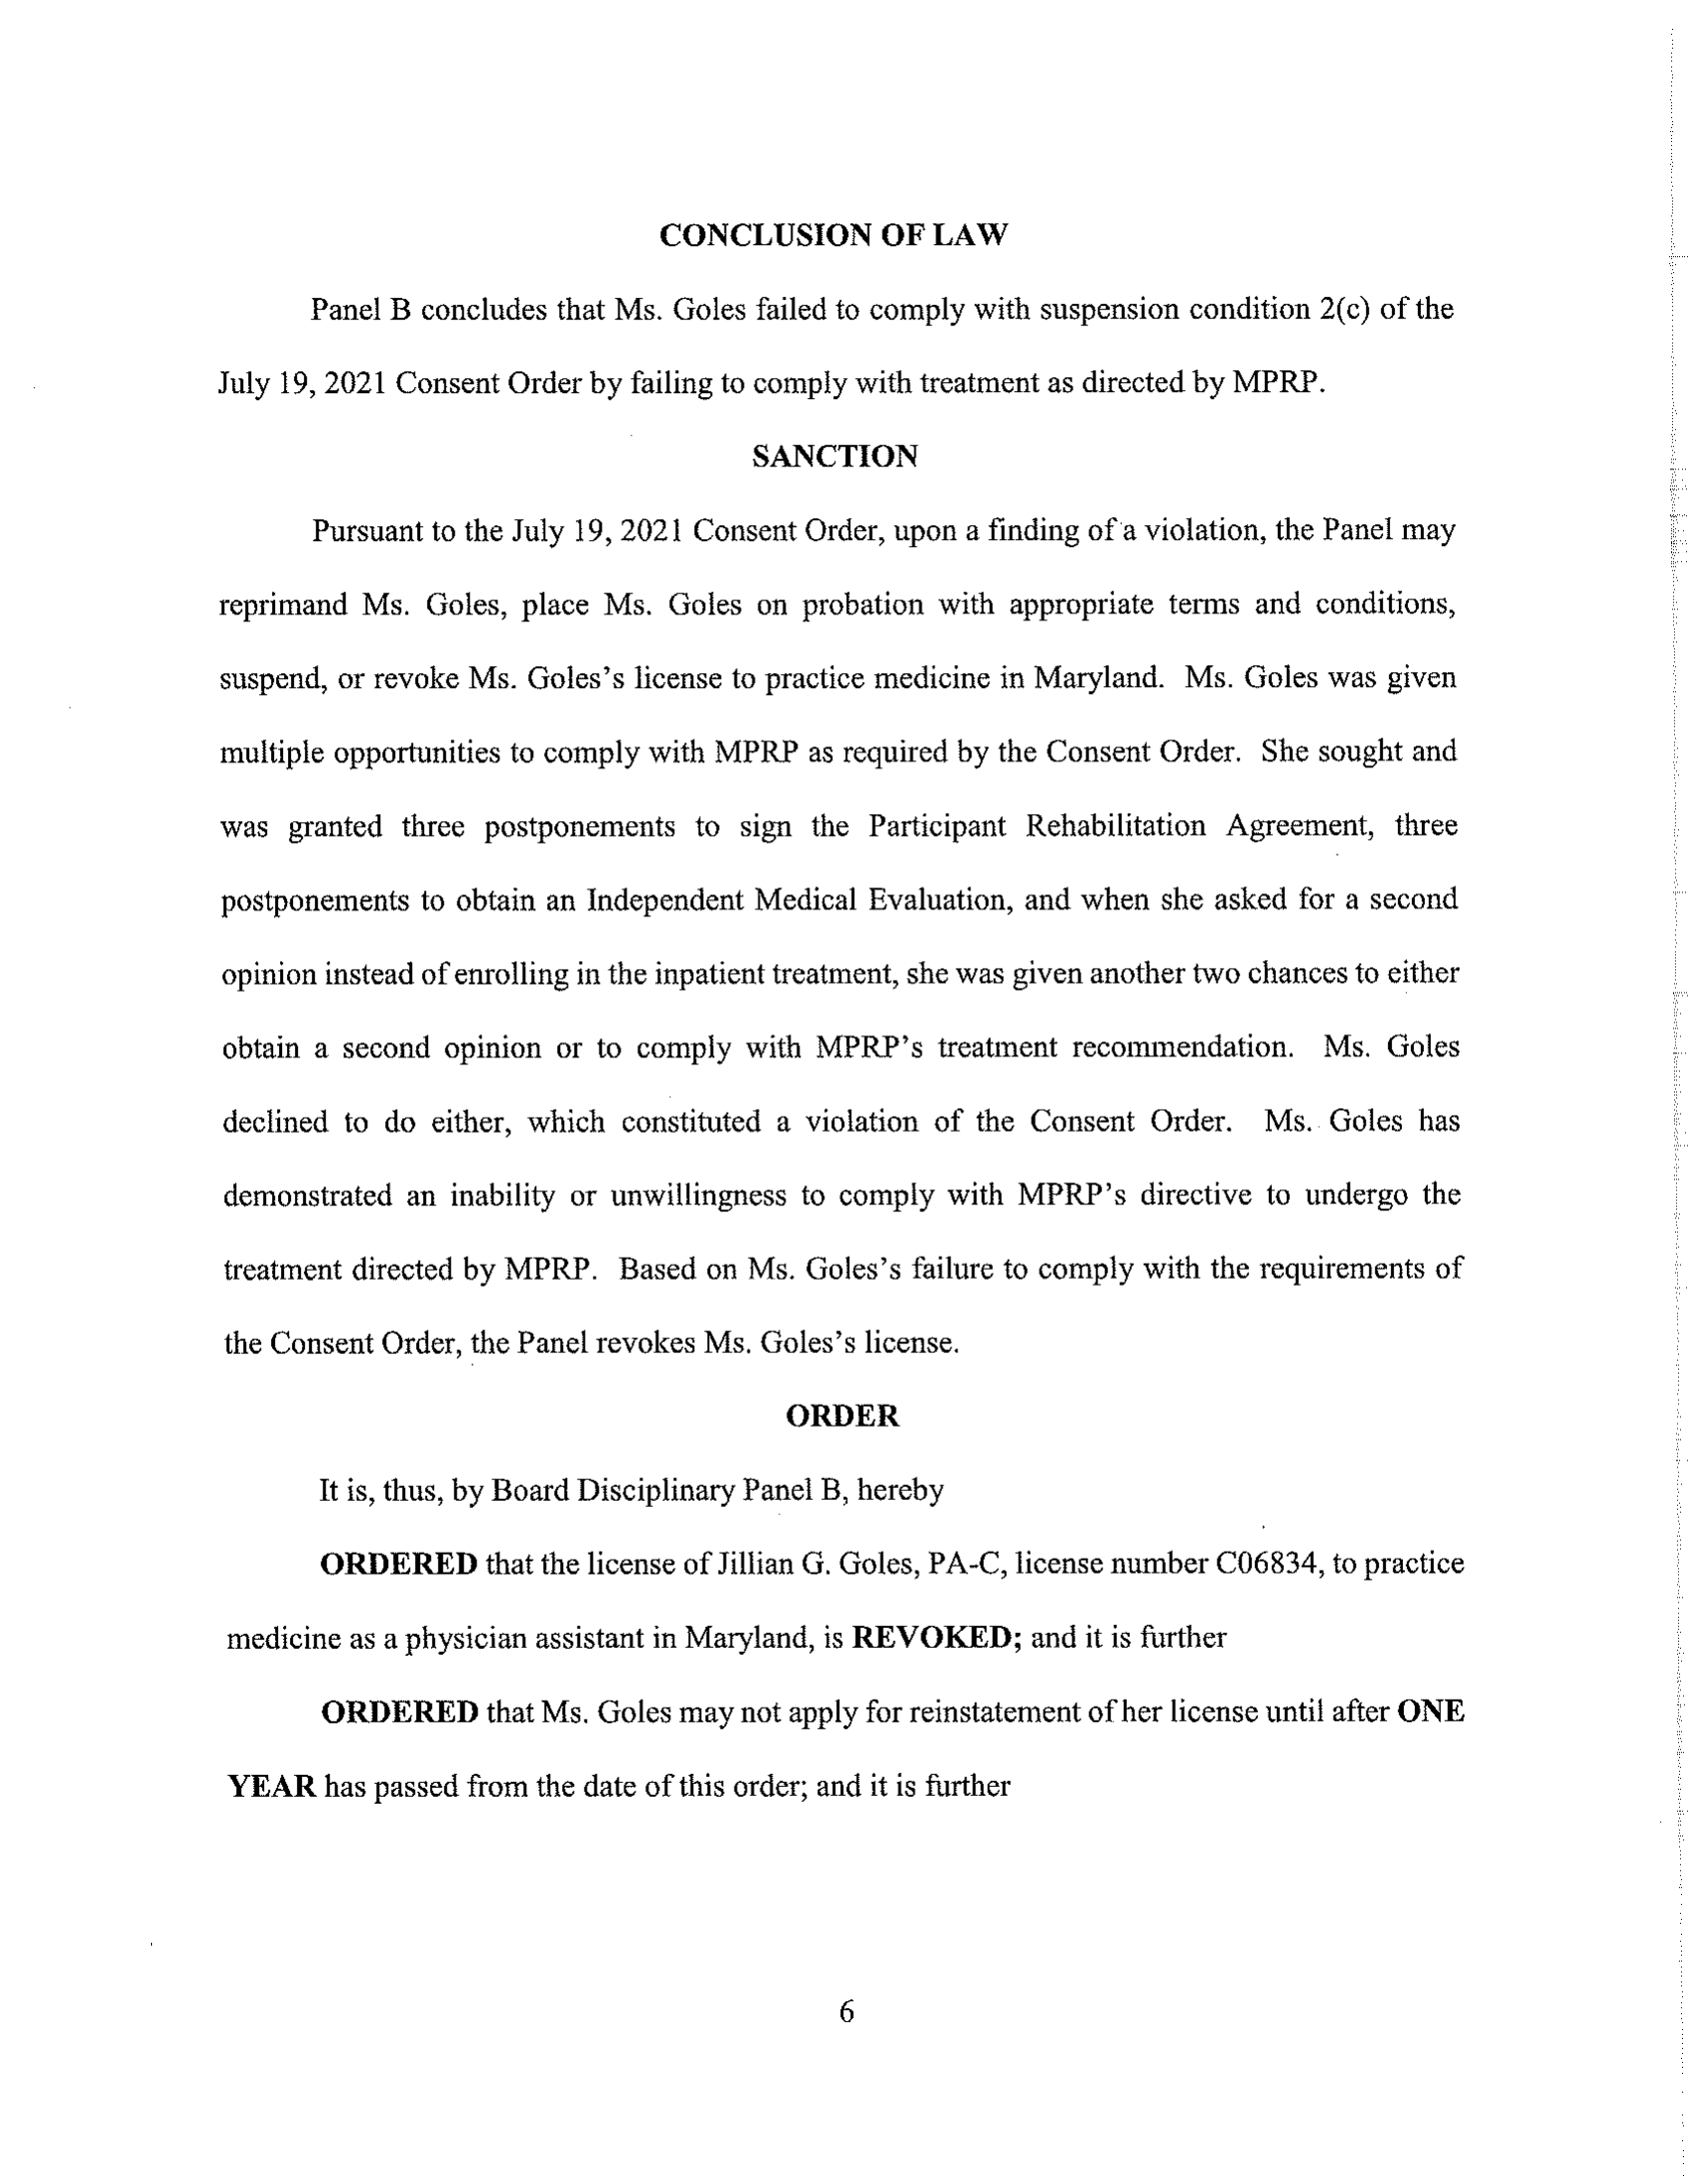 CONCLUSION OF LAW
Panel B concludes that Ms. Goles failed to comply with suspension condition 2(c) of the
July 19, 2021 Consent Order by failing to comply with treatment as directed by MPRP.
SANCTION
Pursuant to the July 19, 2021 Consent Order, upon a finding of a violation, the Panel may
reprimand Ms. Goles, place Ms. Goles on probation with appropriate terms and conditions,
suspend, or revoke Ms. Goles's license to practice medicine in Maryland. Ms. Goles was given
multiple opportunities to comply with MPRP as required by the Consent Order. She sought and
was granted three postponements to sign the Participant Rehabilitation Agreement, three
postponements to obtain an Independent Medical Evaluation, and when she asked for a second
opinion instead of enrolling in the inpatient treatment, she was given another two chances to either
obtain a second opinion or to comply with MPRP's treatment recommendation. Ms. Goles
declined to do either, which constituted a violation of the Consent Order. Ms. Goles has
demonstrated an inability or unwillingness to comply with MPRP's directive to undergo the
treatment directed by MPRP. Based on Ms. Goles's failure to comply with the requirements of
the Consent Order, the Panel revokes Ms. Goles's license.
ORDER
It is, thus, by Board Disciplinary Panel B, hereby
ORDERED that the license of Jillian G. Goles, PA-C, license number C06834, to practice
medicine as a physician assistant in Maryland, is REVOKED; and it is further
ORDERED that Ms. Goles may not apply for reinstatement of her license until after ONE
YEAR has passed from the date of this order; and it is further
6